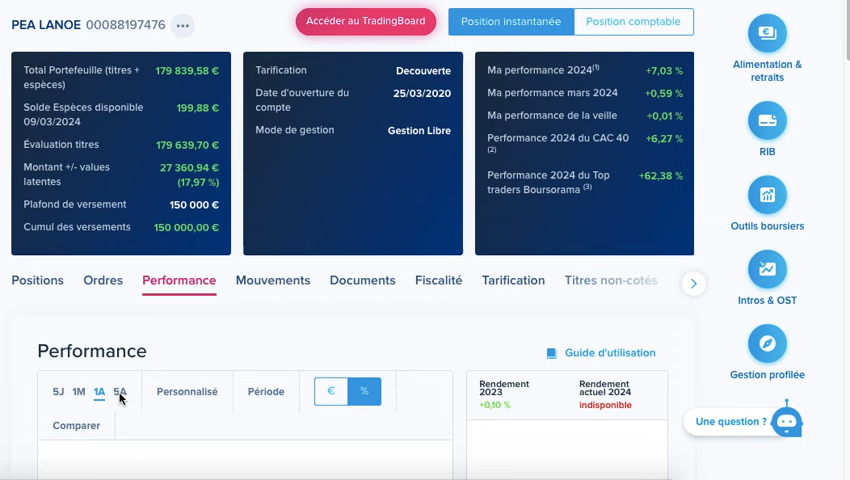 PEA LANOE 00088197476 •••
Accéder au TradingBoard
Position instantanée
Position comptable
Total Portefeuille (titres + espèces) 179 839,58 €
Solde Espèces disponible 09/03/2024 199,88 €
Évaluation titres 179 639,70 €
Montant +/- values latentes 27 360,94 € (17,97 %)
Plafond de versement 150 000 €
Cumul des versements 150 000,00 €
Tarification Decouverte
Date d'ouverture du compte 25/03/2020
Mode de gestion Gestion Libre
Ma performance 2024(1) +7,03 %
Ma performance mars 2024 +0,59 %
Ma performance de la veille +0,01 %
Performance 2024 du CAC 40 (2) +6,27 %
Performance 2024 du Top traders Boursorama (3) +62,38 %
Alimentation & retraits
RIB
Outils boursiers
Intros & OST
Gestion profilée
Positions Ordres Performance Mouvements Documents Fiscalité Tarification Titres non-cotés
Performance
Guide d'utilisation
5J 1M 1A 5A Personnalisé Période € %
Comparer
Rendement 2023
+0,10 %
Rendement actuel 2024
indisponible
Une question ?